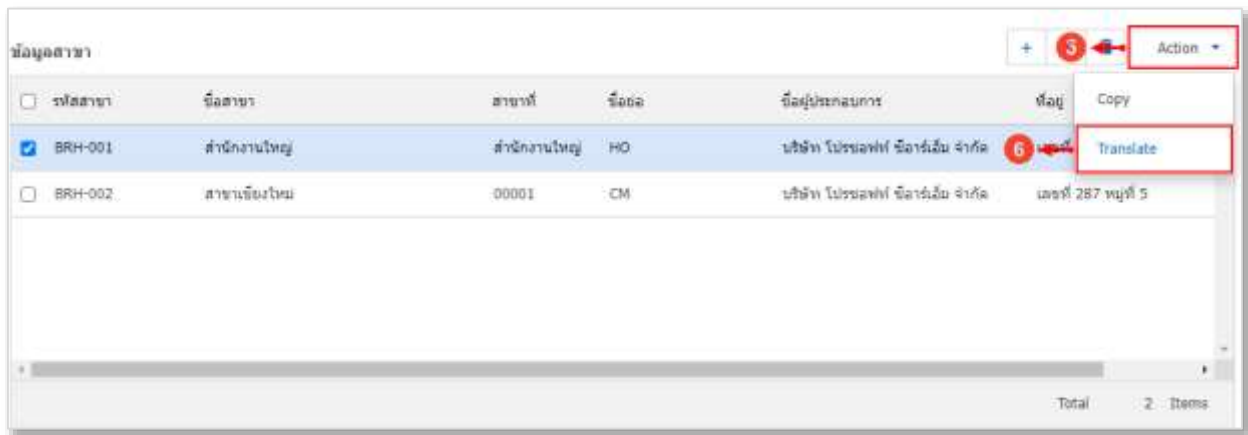 ข้อมูลสาขา
+ 5 Action
รหัสสาขา ชื่อสาขา สาขาที่ ชื่อย่อ ชื่อผู้ประกอบการ ที่อยู่ Copy
BRH-001 สำนักงานใหญ่ สำนักงานใหญ่ HO บริษัท โปรซอฟท์ ซีอาร์เอ็ม จำกัด 6 Translate
BRH-002 สาขาเชียงใหม่ 00001 CM บริษัท โปรซอฟท์ ซีอาร์เอ็ม จำกัด เลขที่ 287 หมู่ที่ 5
Total 2 Items